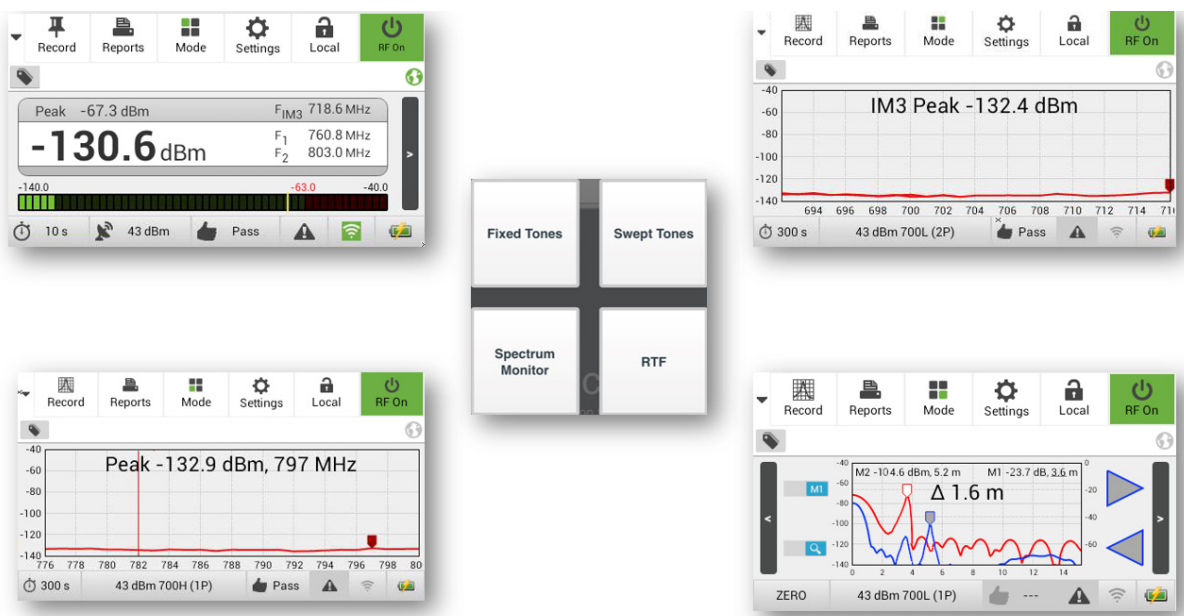 Record Reports Mode Settings Local RF On
Peak -67.3 dBm FIM3 718.6 MHz
-130.6 dBm F1 760.8 MHz
F2 803.0 MHz
-140.0 -63.0 -40.0
10 s 43 dBm Pass
Record Reports Mode Settings Local RF On
IM3 Peak -132.4 dBm
-40
-60
-80
-100
-120
-140
694 696 698 700 702 704 706 708 710 712 714 71
300 s 43 dBm 700L (2P) Pass
Fixed Tones Swept Tones
Spectrum
Monitor
RTF
Record Reports Mode Settings Local RF On
Peak -132.9 dBm, 797 MHz
-40
-60
-80
-100
-120
-140
776 778 780 782 784 786 788 790 792 794 796 798 80
300 s 43 dBm 700H (1P) Pass
Record Reports Mode Settings Local RF On
M2 -104.6 dBm, 5.2 m M1 -23.7 dB, 3.6 m
Δ 1.6 m
M1
-40
-60
-80
-100
-120
-140
0
-20
-40
-60
0 2 4 6 8 10 12 14
ZERO 43 dBm 700L (1P) ---